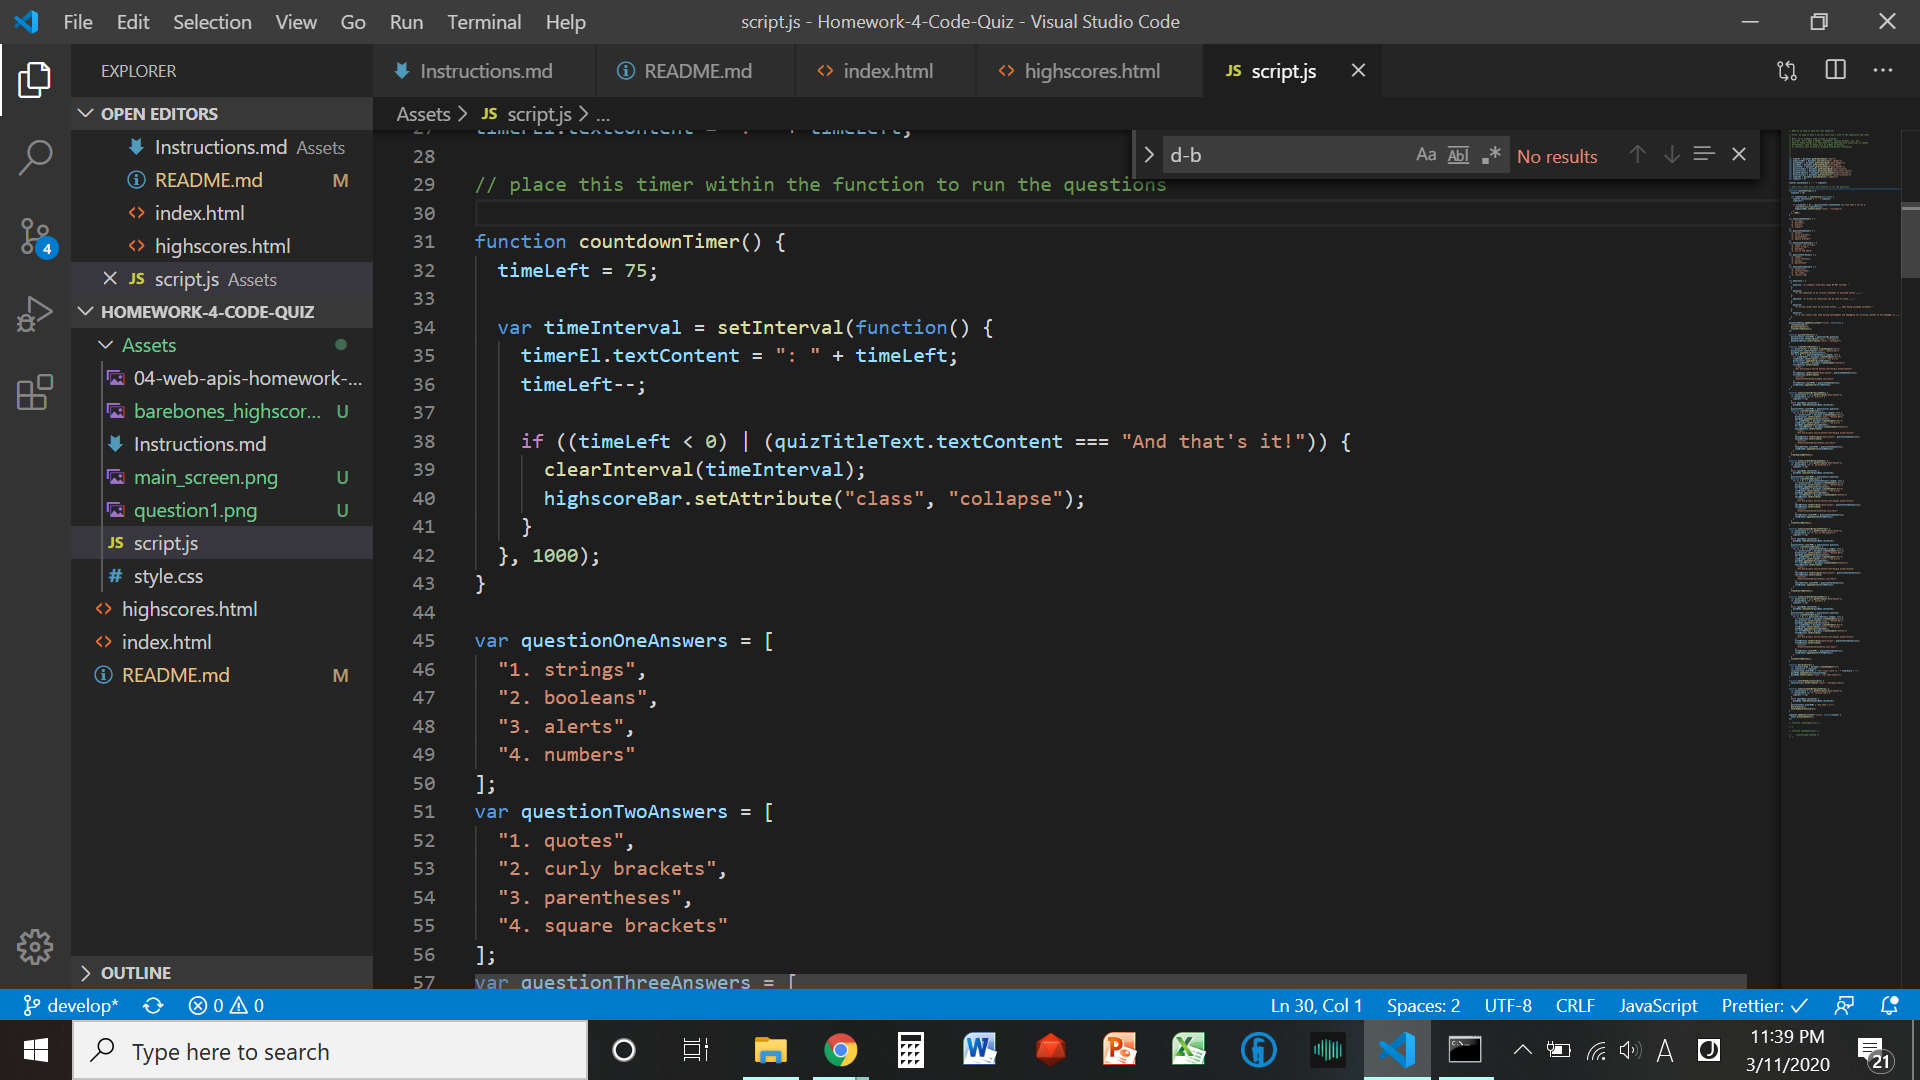 File Edit Selection View Go Run Terminal Help
script.js - Homework-4-Code-Quiz - Visual Studio Code
EXPLORER
Instructions.md
README.md
index.html
highscores.html
JS script.js
OPEN EDITORS
Instructions.md Assets
README.md M
index.html
highscores.html
JS script.js Assets
4
HOMEWORK-4-CODE-QUIZ
Assets
04-web-apis-homework-...
barebones_highscor... U
Instructions.md
main_screen.png U
question1.png U
JS script.js
# style.css
highscores.html
index.html
README.md M
OUTLINE
Assets > JS script.js > ...
d-b Aa Abl .* No results
27 timerEl.textContent = ": " + timeLeft;
28
29 // place this timer within the function to run the questions
30
31 function countdownTimer() {
32 timeLeft = 75;
33
34 var timeInterval = setInterval(function() {
35 timerEl.textContent = ": " + timeLeft;
36 timeLeft--;
37
38 if ((timeLeft < 0) | (quizTitleText.textContent === "And that's it!")) {
39 clearInterval(timeInterval);
40 highscoreBar.setAttribute("class", "collapse");
41 }
42 }, 1000);
43 }
44
45 var questionOneAnswers = [
46 "1. strings",
47 "2. booleans",
48 "3. alerts",
49 "4. numbers"
50 ];
51 var questionTwoAnswers = [
52 "1. quotes",
53 "2. curly brackets",
54 "3. parentheses",
55 "4. square brackets"
56 ];
57 var questionThreeAnswers = [
develop* 0 0 Ln 30, Col 1 Spaces: 2 UTF-8 CRLF JavaScript Prettier: ✓
Type here to search
11:39 PM
3/11/2020
21